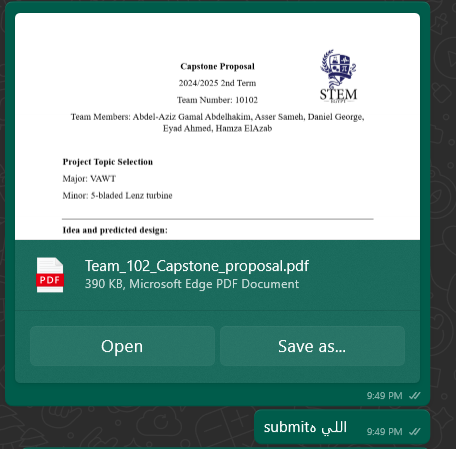 Capstone Proposal
2024/2025 2nd Term
Team Number: 10102
Team Members: Abdel-Aziz Gamal Abdelhakim, Asser Sameh, Daniel George,
Eyad Ahmed, Hamza ElAzab
STEM
EGYPT
Project Topic Selection
Major: VAWT
Minor: 5-bladed Lenz turbine
Idea and predicted design:
PDF
Team_102_Capstone_proposal.pdf
390 KB, Microsoft Edge PDF Document
Open
Save as...
9:49 PM
اللي هsubmit
9:49 PM